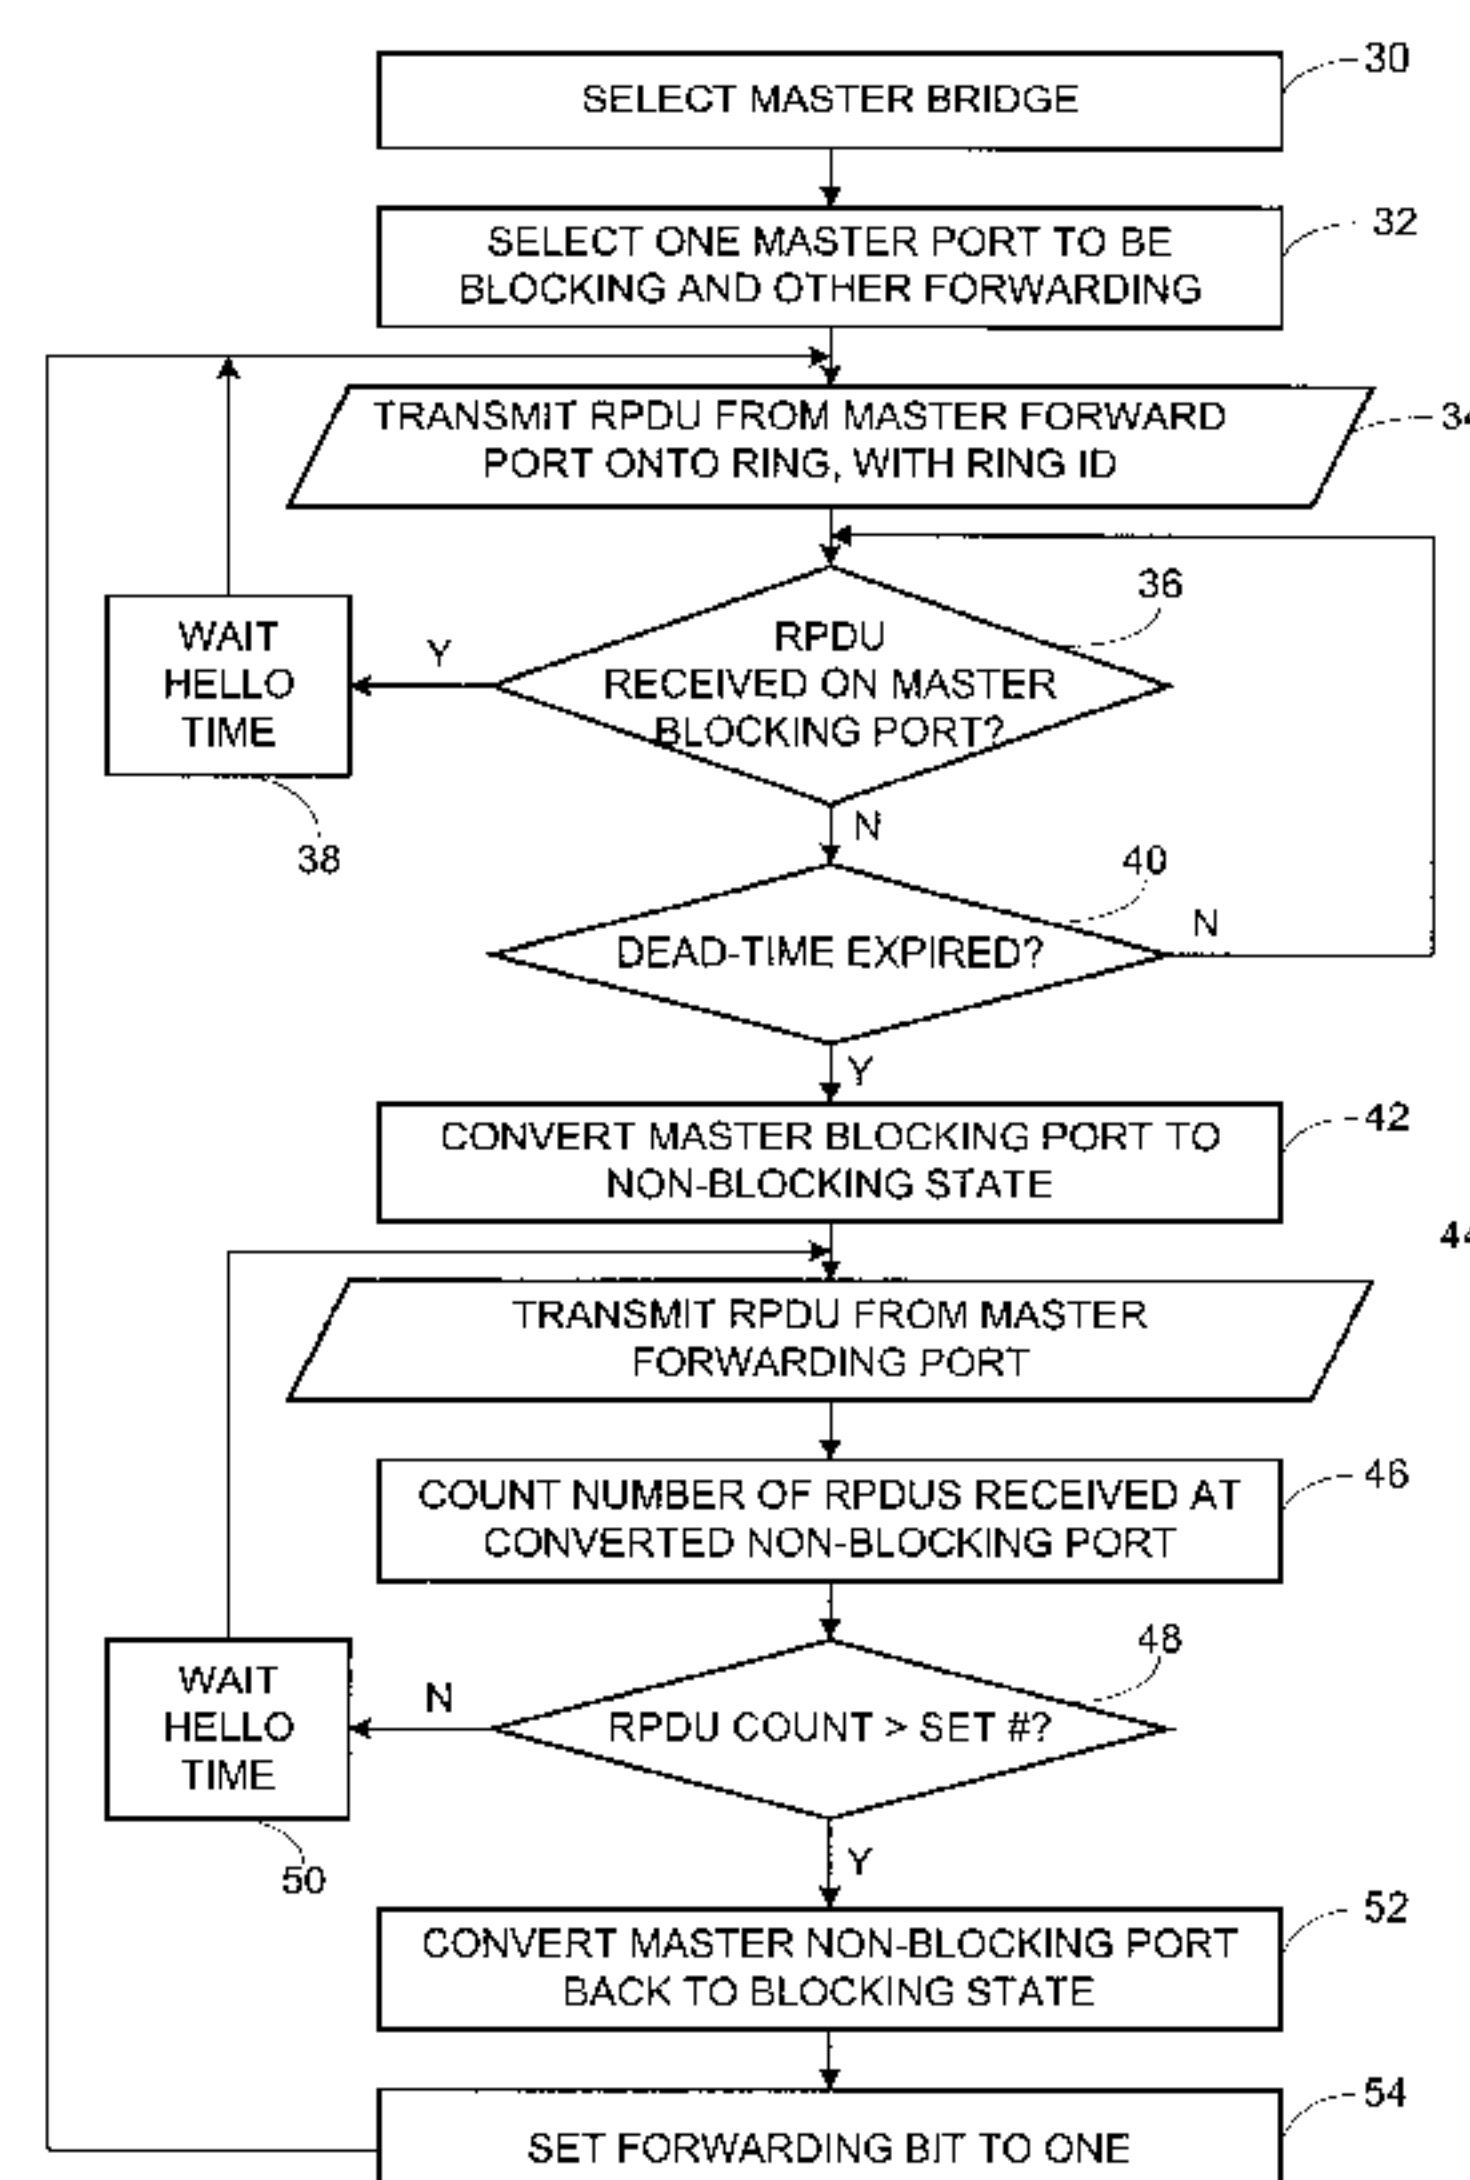 SELECT MASTER BRIDGE
30
SELECT ONE MASTER PORT TO BE
BLOCKING AND OTHER FORWARDING
32
TRANSMIT RPDU FROM MASTER FORWARD
PORT ONTO RING, WITH RING ID
34
RPDU
RECEIVED ON MASTER
BLOCKING PORT?
36
Y
WAIT
HELLO
TIME
38
N
DEAD-TIME EXPIRED?
40
N
Y
CONVERT MASTER BLOCKING PORT TO
NON-BLOCKING STATE
42
44
TRANSMIT RPDU FROM MASTER
FORWARDING PORT
COUNT NUMBER OF RPDUS RECEIVED AT
CONVERTED NON-BLOCKING PORT
46
RPDU COUNT > SET #?
48
N
WAIT
HELLO
TIME
50
Y
CONVERT MASTER NON-BLOCKING PORT
BACK TO BLOCKING STATE
52
SET FORWARDING BIT TO ONE
54